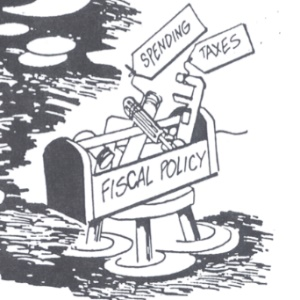 SPENDING
TAXES
FISCAL POLICY